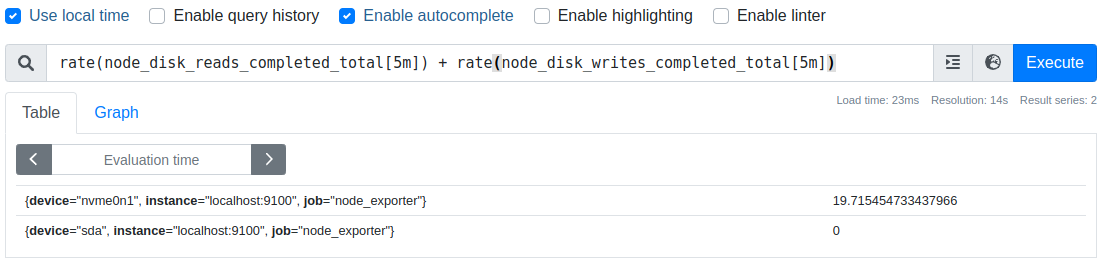 Use local time Enable query history Enable autocomplete Enable highlighting Enable linter
rate(node_disk_reads_completed_total[5m]) + rate(node_disk_writes_completed_total[5m]) Execute
Table Graph Load time: 23ms Resolution: 14s Result series: 2
Evaluation time
{device="nvme0n1", instance="localhost:9100", job="node_exporter"} 19.715454733437966
{device="sda", instance="localhost:9100", job="node_exporter"} 0